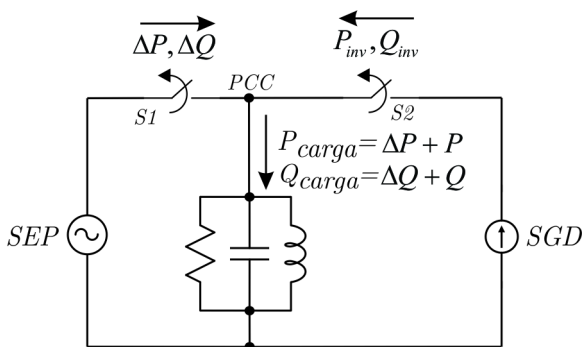 ΔP, ΔQ
P_inv, Q_inv
PCC
S1
S2
P_carga=ΔP + P
Q_carga=ΔQ + Q
SEP
SGD